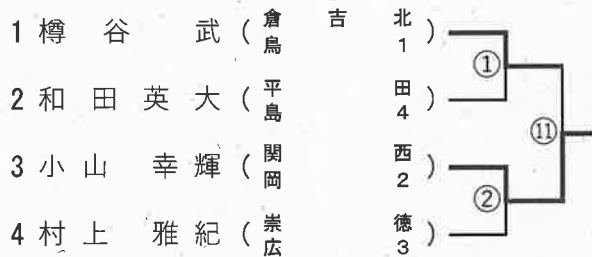 1 樽谷 武 (倉吉北
鳥1)
①
2 和田英大 (平田
島4)
⑪
3 小山 幸輝 (関西
岡2)
②
4 村上 雅紀 (崇徳
広3)